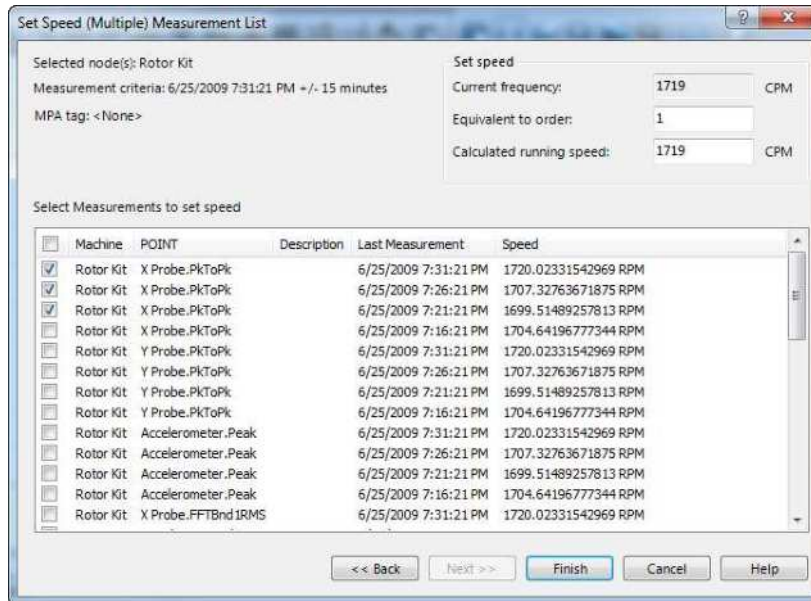 Set Speed (Multiple) Measurement List
Selected node(s): Rotor Kit
Measurement criteria: 6/25/2009 7:31:21 PM +/- 15 minutes
MPA tag: <None>
Set speed
Current frequency: 1719 CPM
Equivalent to order: 1
Calculated running speed: 1719 CPM
Select Measurements to set speed
Machine POINT Description Last Measurement Speed
Rotor Kit X Probe.PkToPk 6/25/2009 7:31:21 PM 1720.02331542969 RPM
Rotor Kit X Probe.PkToPk 6/25/2009 7:26:21 PM 1707.32763671875 RPM
Rotor Kit X Probe.PkToPk 6/25/2009 7:21:21 PM 1699.51489257813 RPM
Rotor Kit X Probe.PkToPk 6/25/2009 7:16:21 PM 1704.64196777344 RPM
Rotor Kit Y Probe.PkToPk 6/25/2009 7:31:21 PM 1720.02331542969 RPM
Rotor Kit Y Probe.PkToPk 6/25/2009 7:26:21 PM 1707.32763671875 RPM
Rotor Kit Y Probe.PkToPk 6/25/2009 7:21:21 PM 1699.51489257813 RPM
Rotor Kit Y Probe.PkToPk 6/25/2009 7:16:21 PM 1704.64196777344 RPM
Rotor Kit Accelerometer.Peak 6/25/2009 7:31:21 PM 1720.02331542969 RPM
Rotor Kit Accelerometer.Peak 6/25/2009 7:26:21 PM 1707.32763671875 RPM
Rotor Kit Accelerometer.Peak 6/25/2009 7:21:21 PM 1699.51489257813 RPM
Rotor Kit Accelerometer.Peak 6/25/2009 7:16:21 PM 1704.64196777344 RPM
Rotor Kit X Probe.FFTBnd1RMS 6/25/2009 7:31:21 PM 1720.02331542969 RPM
<< Back Next >> Finish Cancel Help